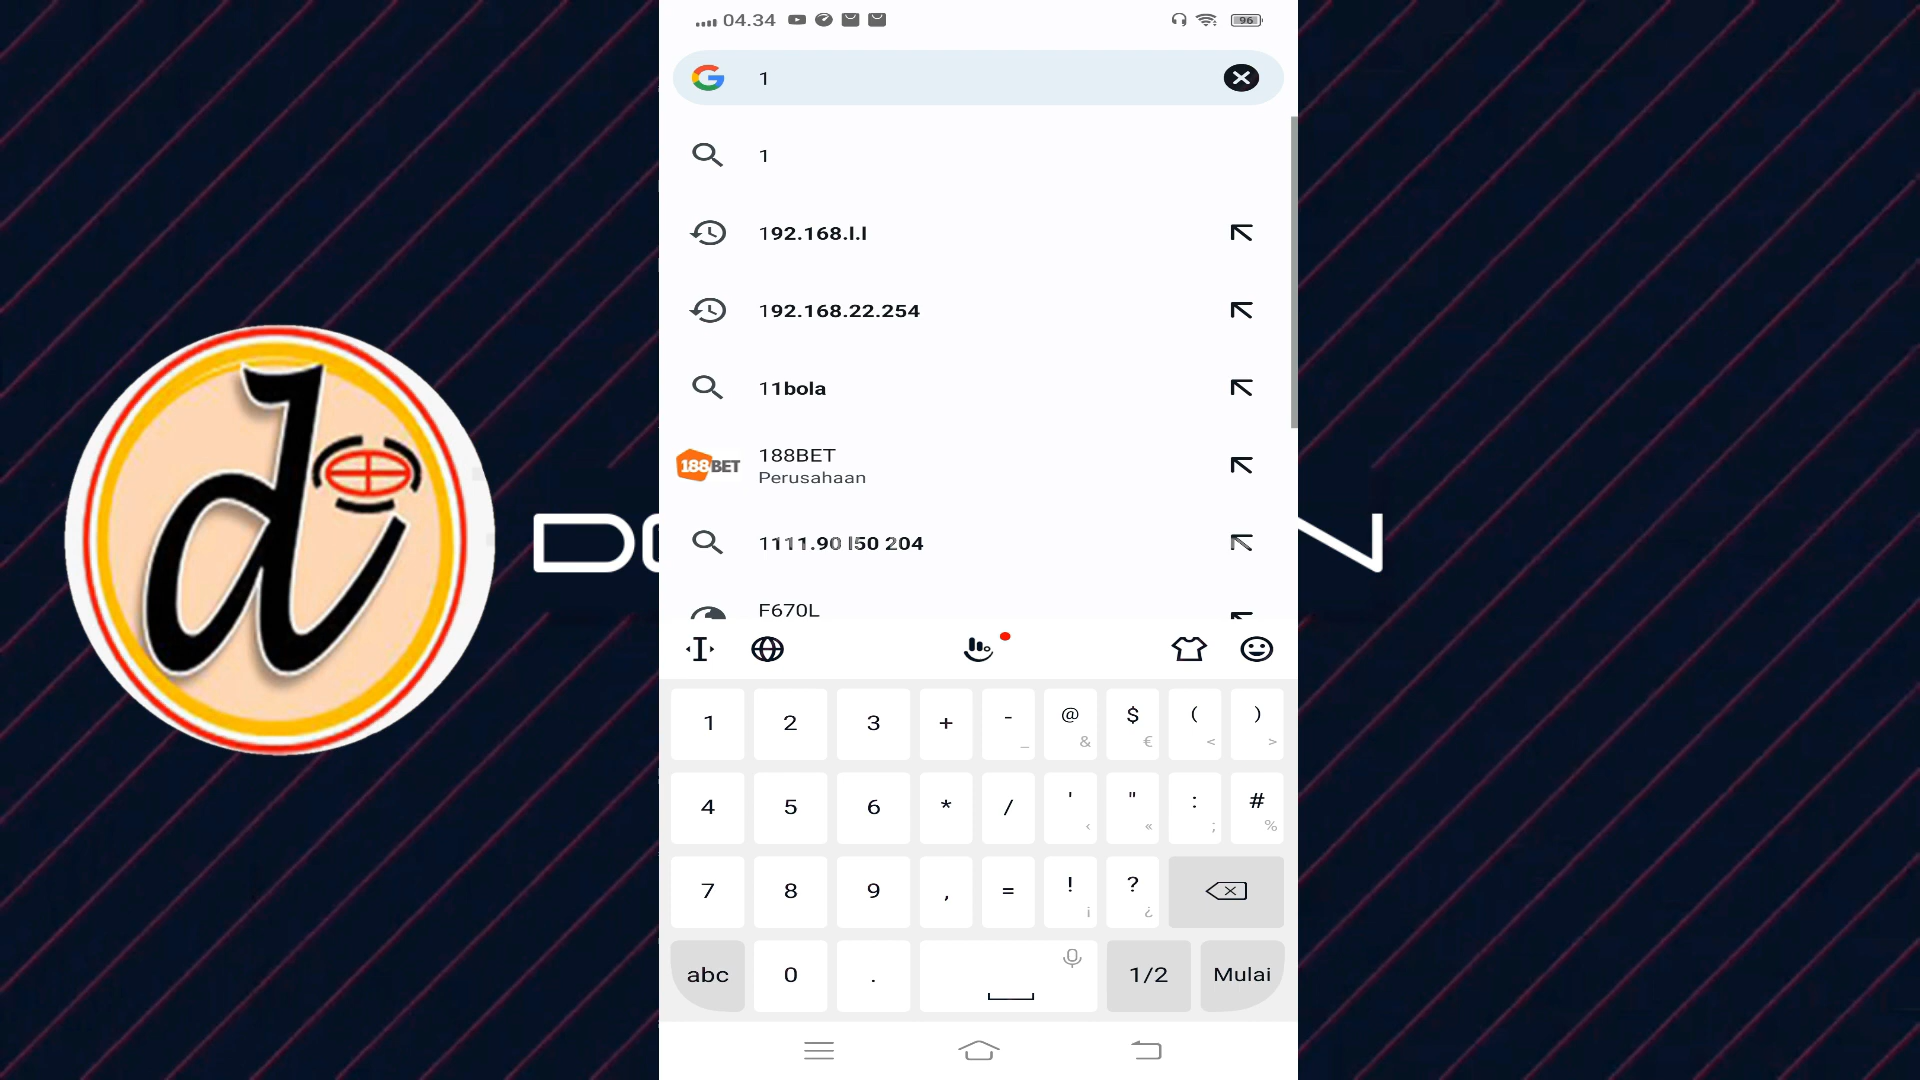 04.34
96
1
1
192.168.l.l
192.168.22.254
11bola
188BET
188BET
Perusahaan
1111.90 l50 204
F670L
1 2 3 + - _ @ & $ € ( < ) >
4 5 6 * / ' ‹ " « : ; # %
7 8 9 , = ! ¡ ? ¿
abc 0 . 1/2 Mulai